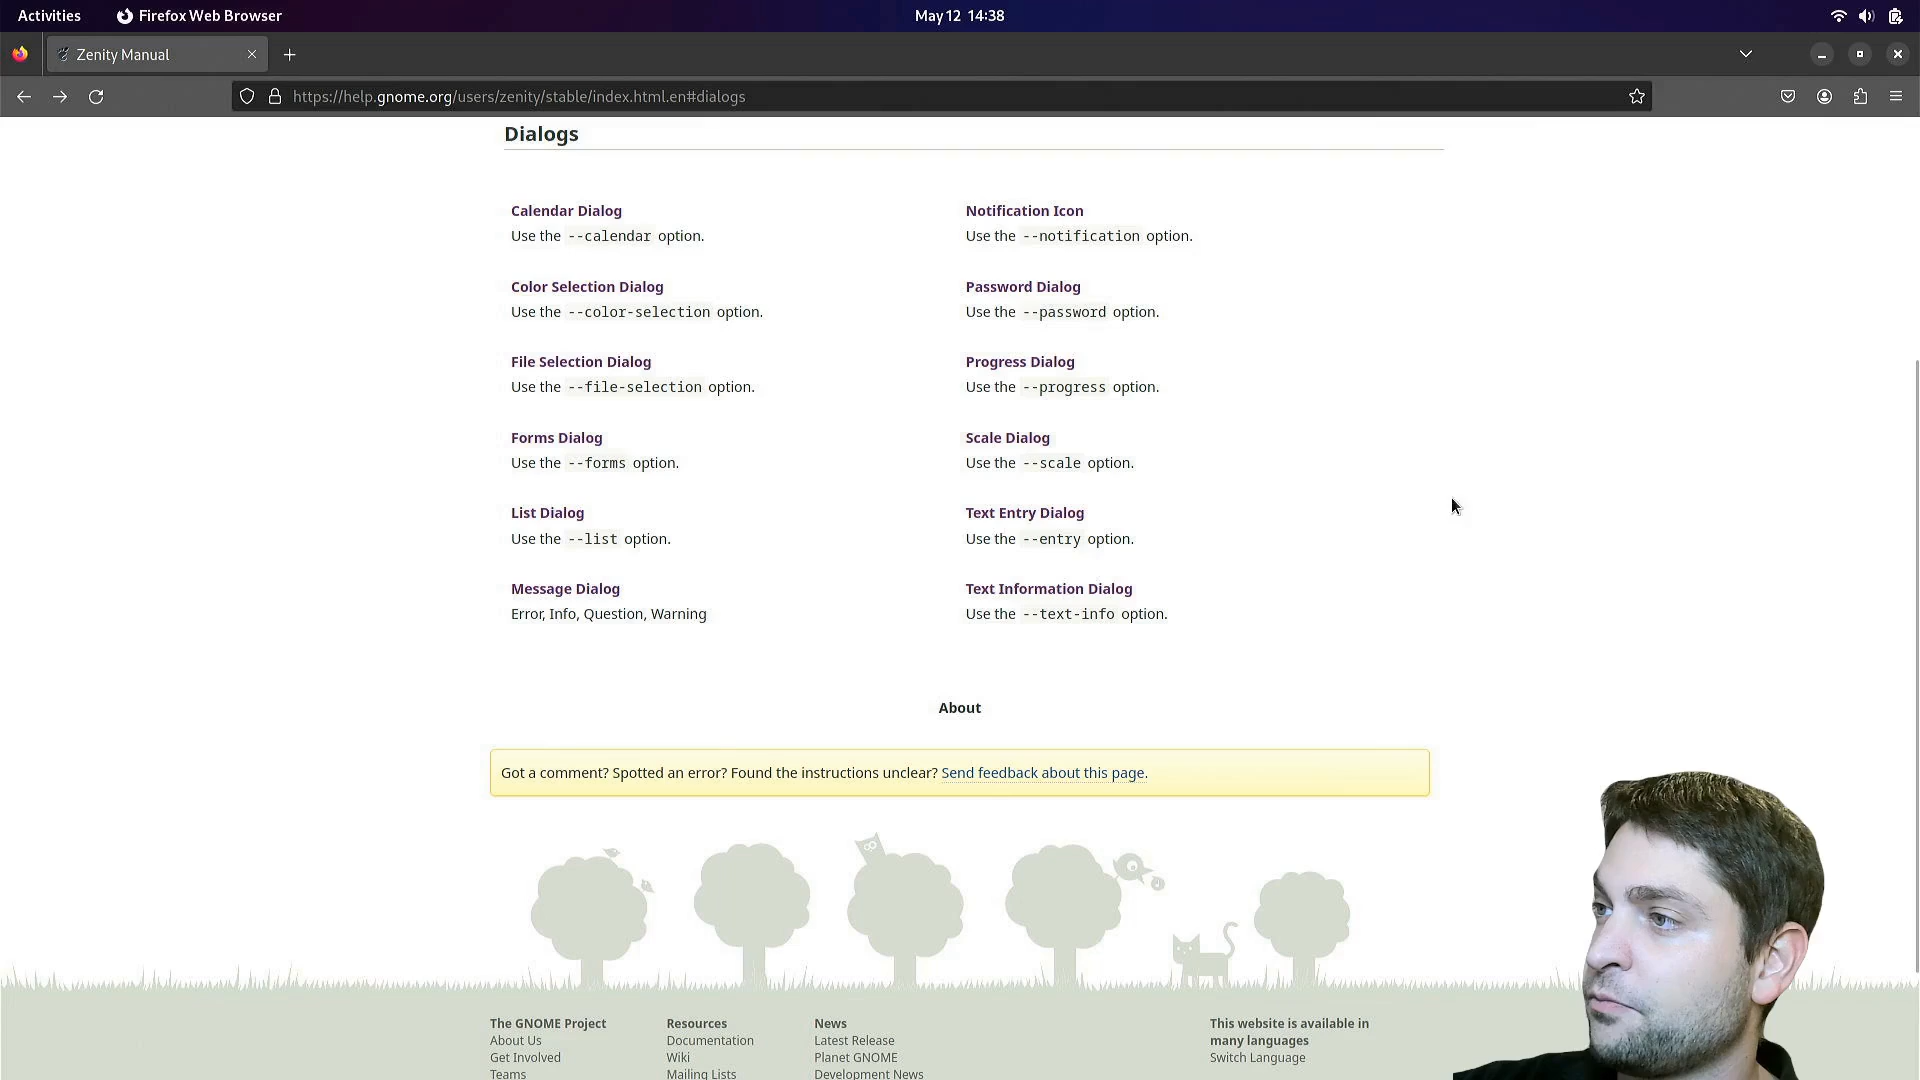 Activities
Firefox Web Browser
May 12 14:38
Zenity Manual
https://help.gnome.org/users/zenity/stable/index.html.en#dialogs
Dialogs
Calendar Dialog
Use the --calendar option.
Color Selection Dialog
Use the --color-selection option.
File Selection Dialog
Use the --file-selection option.
Forms Dialog
Use the --forms option.
List Dialog
Use the --list option.
Message Dialog
Error, Info, Question, Warning
Notification Icon
Use the --notification option.
Password Dialog
Use the --password option.
Progress Dialog
Use the --progress option.
Scale Dialog
Use the --scale option.
Text Entry Dialog
Use the --entry option.
Text Information Dialog
Use the --text-info option.
About
Got a comment? Spotted an error? Found the instructions unclear? Send feedback about this page.
The GNOME Project
About Us
Get Involved
Teams
Resources
Documentation
Wiki
Mailing Lists
News
Latest Release
Planet GNOME
Development News
This website is available in
many languages
Switch Language